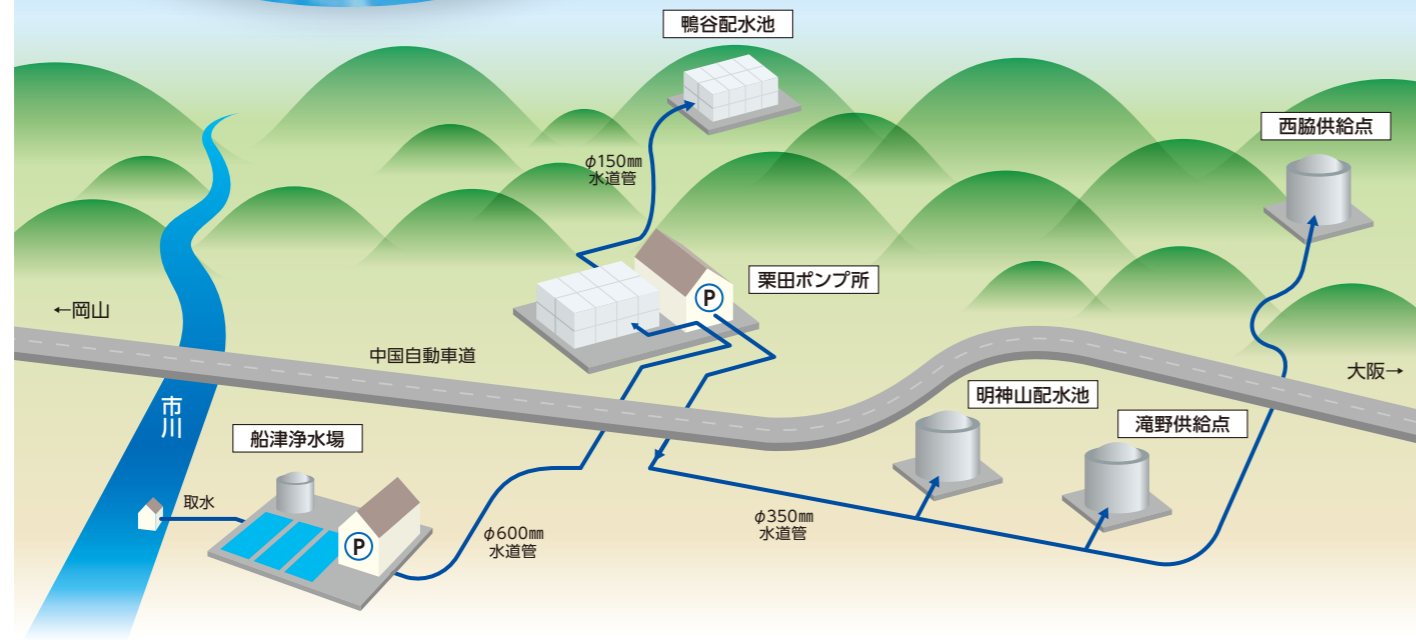 鴨谷配水池
西脇供給点
φ150㎜
水道管
栗田ポンプ所
P
←岡山
中国自動車道
大阪→
明神山配水池
市川
船津浄水場
滝野供給点
取水
P
φ600㎜
水道管
φ350㎜
水道管